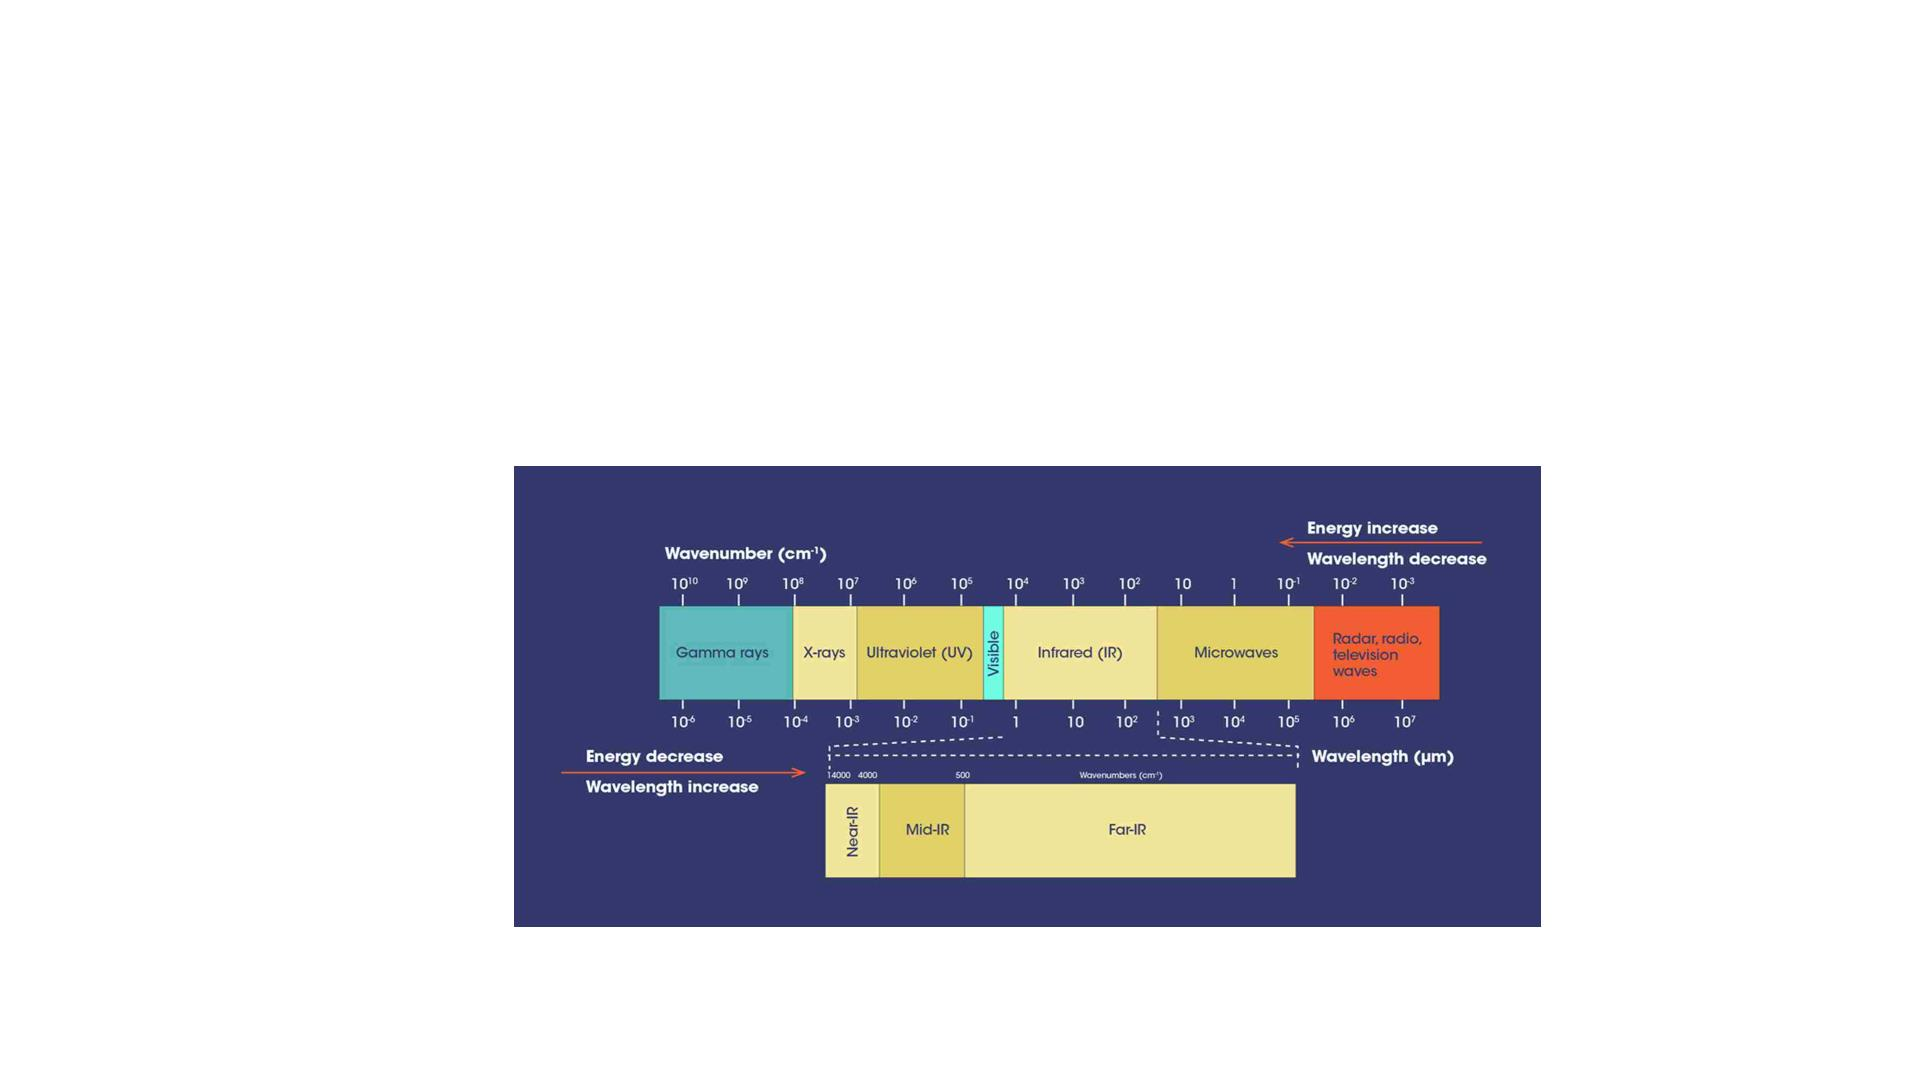 Energy increase
Wavelength decrease
Wavenumber (cm⁻¹)
10¹⁰ 10⁹ 10⁸ 10⁷ 10⁶ 10⁵ 10⁴ 10³ 10² 10 1 10⁻¹ 10⁻² 10⁻³
Gamma rays
X-rays
Ultraviolet (UV)
Visible
Infrared (IR)
Microwaves
Radar, radio,
television
waves
10⁻⁶ 10⁻⁵ 10⁻⁴ 10⁻³ 10⁻² 10⁻¹ 1 10 10² 10³ 10⁴ 10⁵ 10⁶ 10⁷
Energy decrease
Wavelength increase
Wavelength (µm)
14000 4000 500 Wavenumbers (cm⁻¹)
Near-IR
Mid-IR
Far-IR